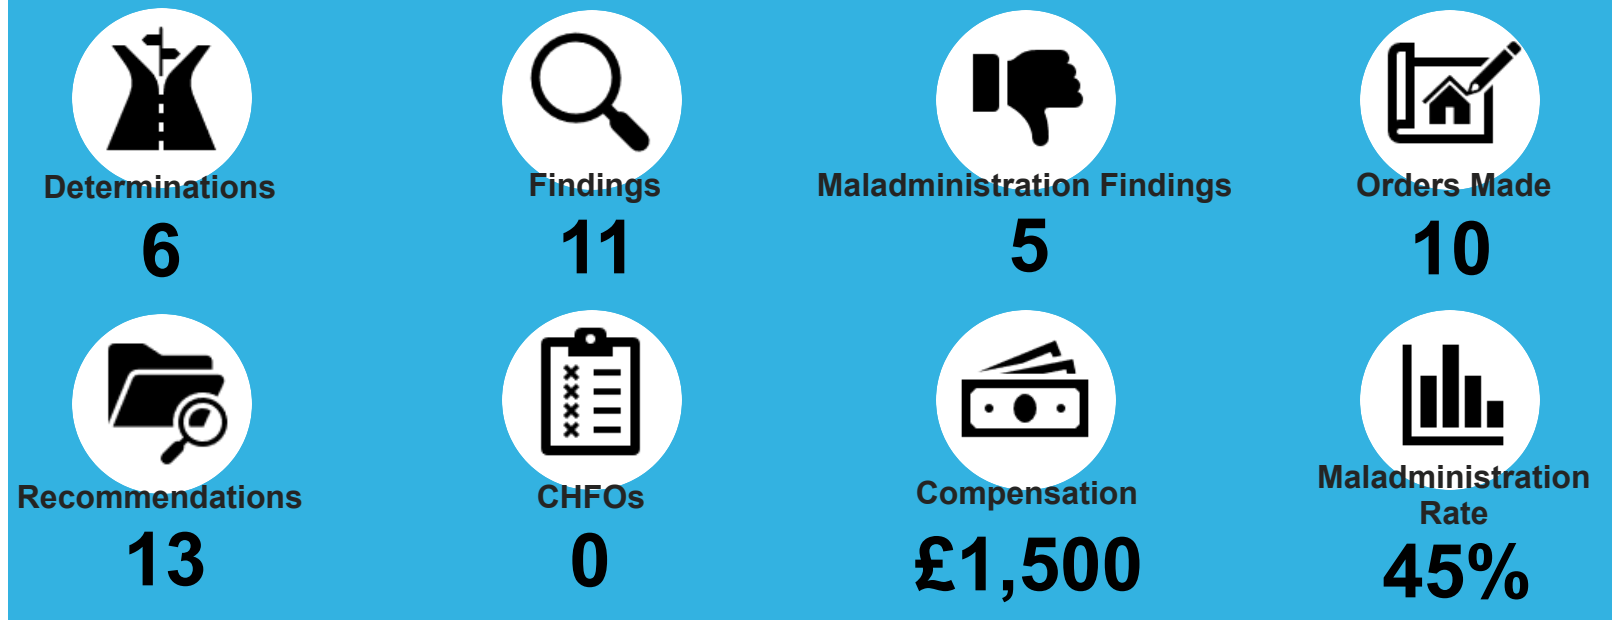 Determinations
6
Findings
11
Maladministration Findings
5
Orders Made
10
Recommendations
13
CHFOs
0
Compensation
£1,500
Maladministration
Rate
45%